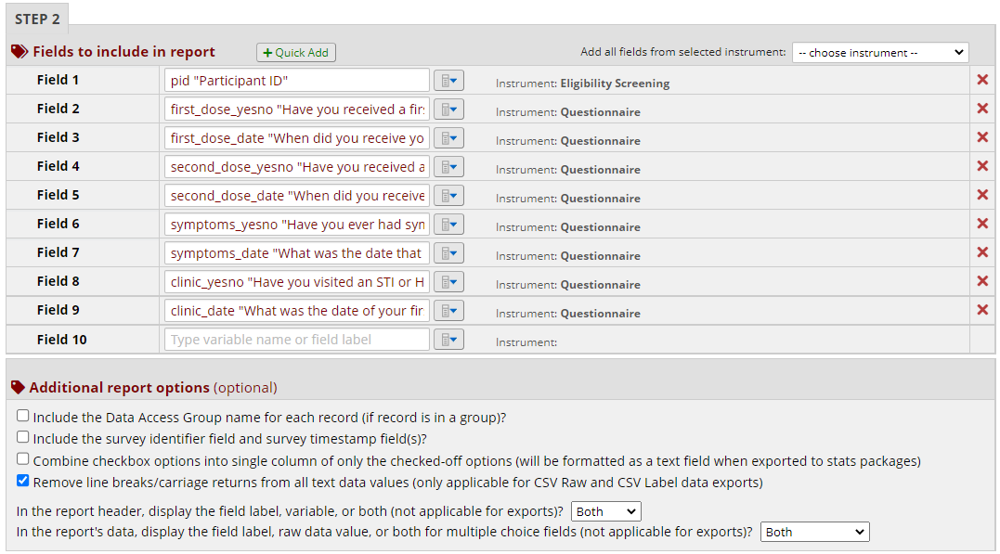 STEP 2
Fields to include in report + Quick Add Add all fields from selected instrument: -- choose instrument --
Field 1 pid "Participant ID" Instrument: Eligibility Screening
Field 2 first_dose_yesno "Have you received a firs Instrument: Questionnaire
Field 3 first_dose_date "When did you receive yo Instrument: Questionnaire
Field 4 second_dose_yesno "Have you received a Instrument: Questionnaire
Field 5 second_dose_date "When did you receive Instrument: Questionnaire
Field 6 symptoms_yesno "Have you ever had sym Instrument: Questionnaire
Field 7 symptoms_date "What was the date that Instrument: Questionnaire
Field 8 clinic_yesno "Have you visited an STI or H Instrument: Questionnaire
Field 9 clinic_date "What was the date of your fir Instrument: Questionnaire
Field 10 Type variable name or field label Instrument:
Additional report options (optional)
Include the Data Access Group name for each record (if record is in a group)?
Include the survey identifier field and survey timestamp field(s)?
Combine checkbox options into single column of only the checked-off options (will be formatted as a text field when exported to stats packages)
Remove line breaks/carriage returns from all text data values (only applicable for CSV Raw and CSV Label data exports)
In the report header, display the field label, variable, or both (not applicable for exports)? Both
In the report's data, display the field label, raw data value, or both for multiple choice fields (not applicable for exports)? Both